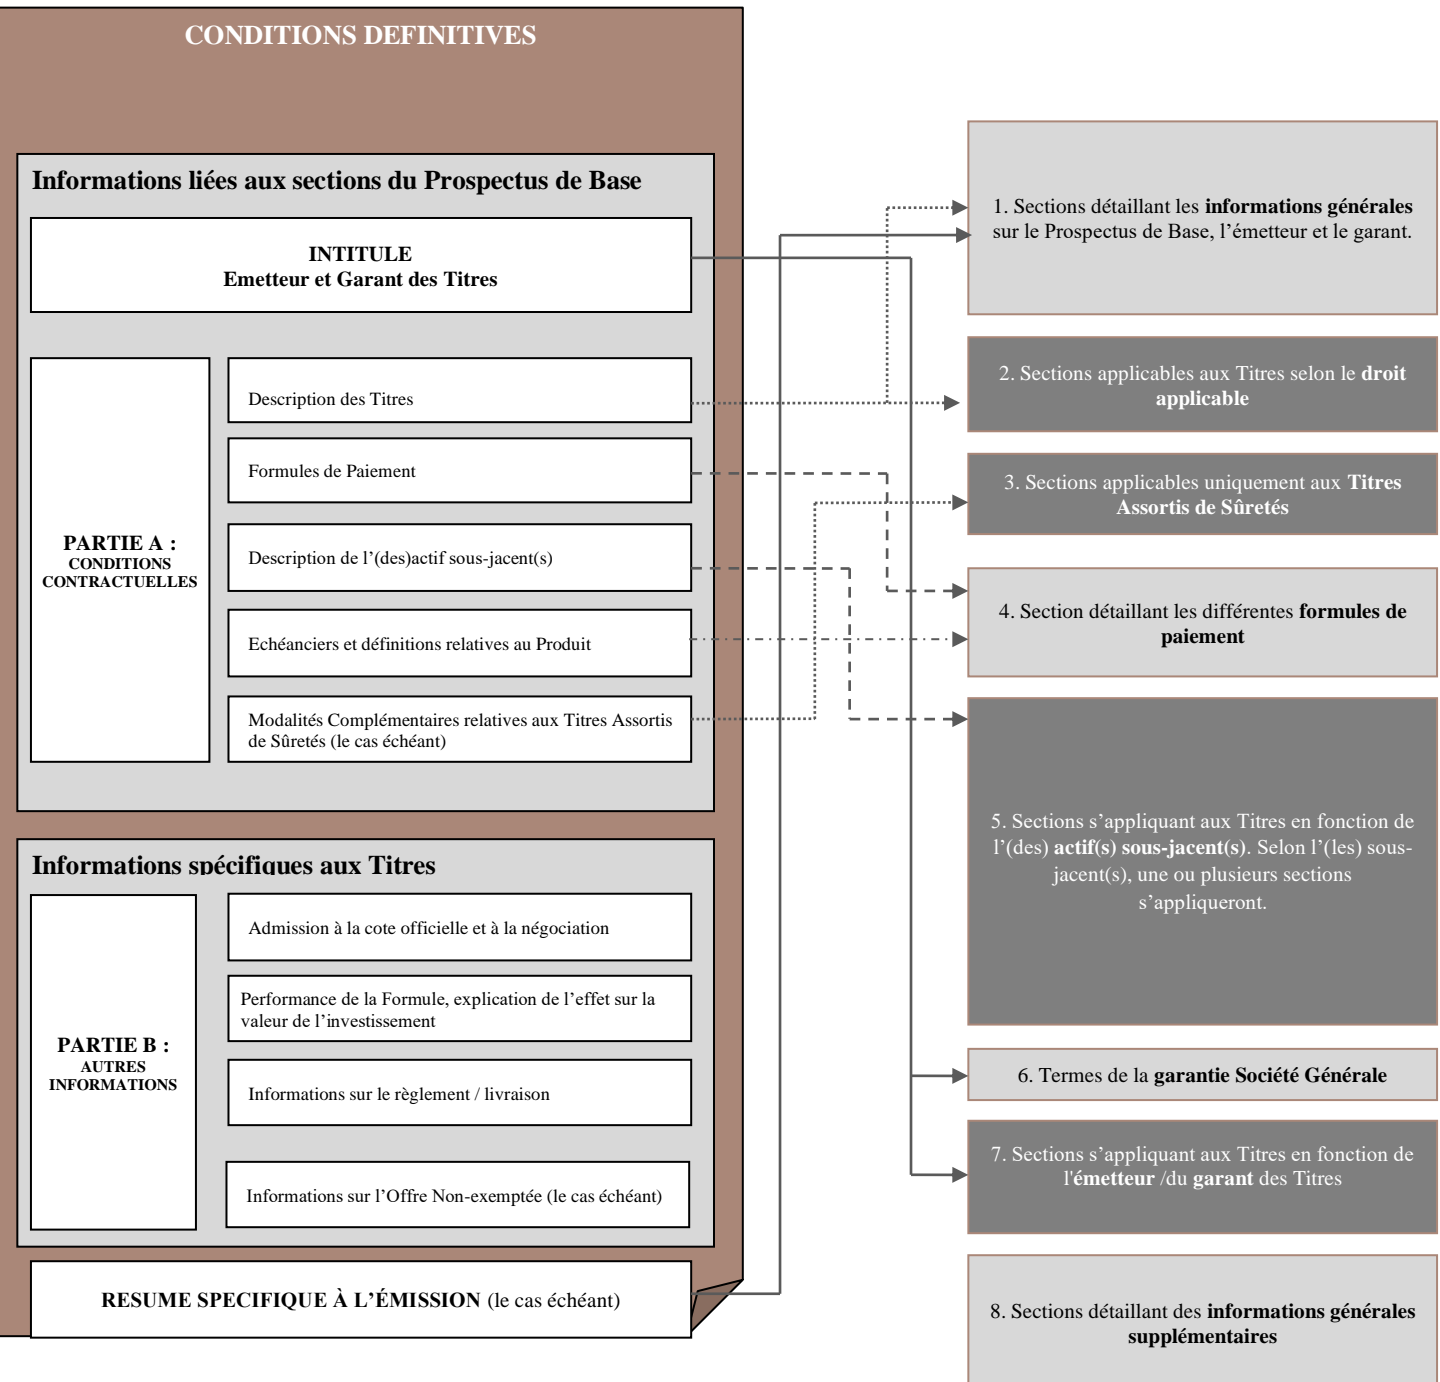 CONDITIONS DEFINITIVES
Informations liées aux sections du Prospectus de Base
INTITULE
Emetteur et Garant des Titres
PARTIE A :
CONDITIONS
CONTRACTUELLES
Description des Titres
Formules de Paiement
Description de l’(des)actif sous-jacent(s)
Echéanciers et définitions relatives au Produit
Modalités Complémentaires relatives aux Titres Assortis
de Sûretés (le cas échéant)
Informations spécifiques aux Titres
PARTIE B :
AUTRES
INFORMATIONS
Admission à la cote officielle et à la négociation
Performance de la Formule, explication de l’effet sur la
valeur de l’investissement
Informations sur le règlement / livraison
Informations sur l’Offre Non-exemptée (le cas échéant)
RESUME SPECIFIQUE À L’ÉMISSION (le cas échéant)
1. Sections détaillant les informations générales
sur le Prospectus de Base, l’émetteur et le garant.
2. Sections applicables aux Titres selon le droit
applicable
3. Sections applicables uniquement aux Titres
Assortis de Sûretés
4. Section détaillant les différentes formules de
paiement
5. Sections s’appliquant aux Titres en fonction de
l’(des) actif(s) sous-jacent(s). Selon l’(les) sous-
jacent(s), une ou plusieurs sections
s’appliqueront.
6. Termes de la garantie Société Générale
7. Sections s’appliquant aux Titres en fonction de
l'émetteur /du garant des Titres
8. Sections détaillant des informations générales
supplémentaires